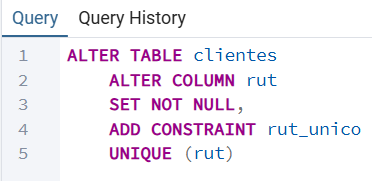 Query Query History
1 ALTER TABLE clientes
2 ALTER COLUMN rut
3 SET NOT NULL,
4 ADD CONSTRAINT rut_unico
5 UNIQUE (rut)